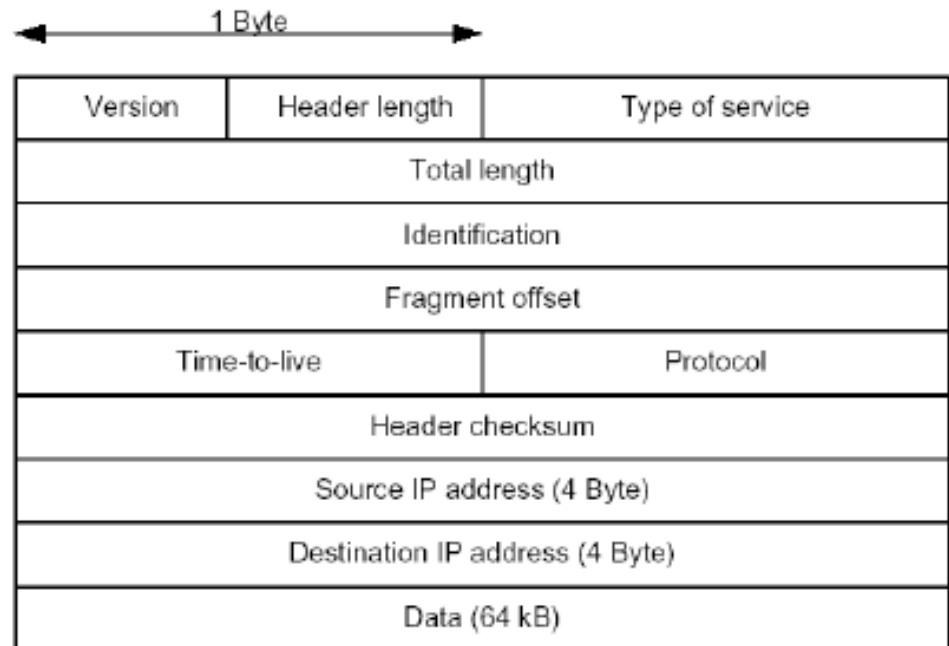 1 Byte
Version Header length Type of service
Total length
Identification
Fragment offset
Time-to-live Protocol
Header checksum
Source IP address (4 Byte)
Destination IP address (4 Byte)
Data (64 kB)